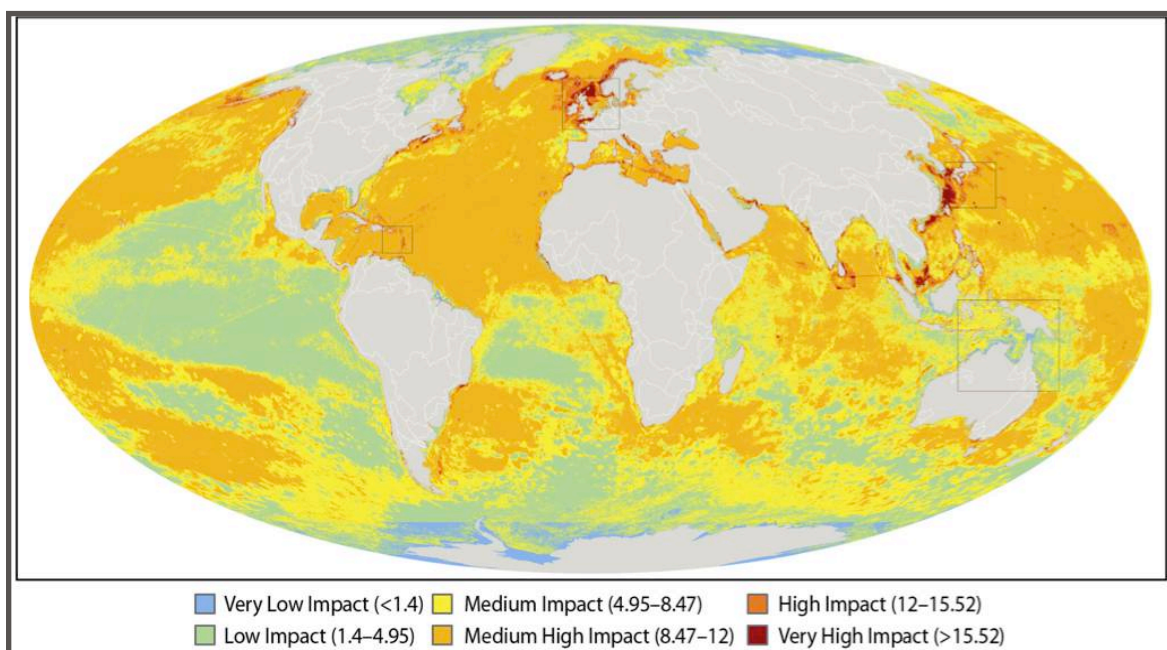 Very Low Impact (<1.4) Medium Impact (4.95–8.47) High Impact (12–15.52)
Low Impact (1.4–4.95) Medium High Impact (8.47–12) Very High Impact (>15.52)